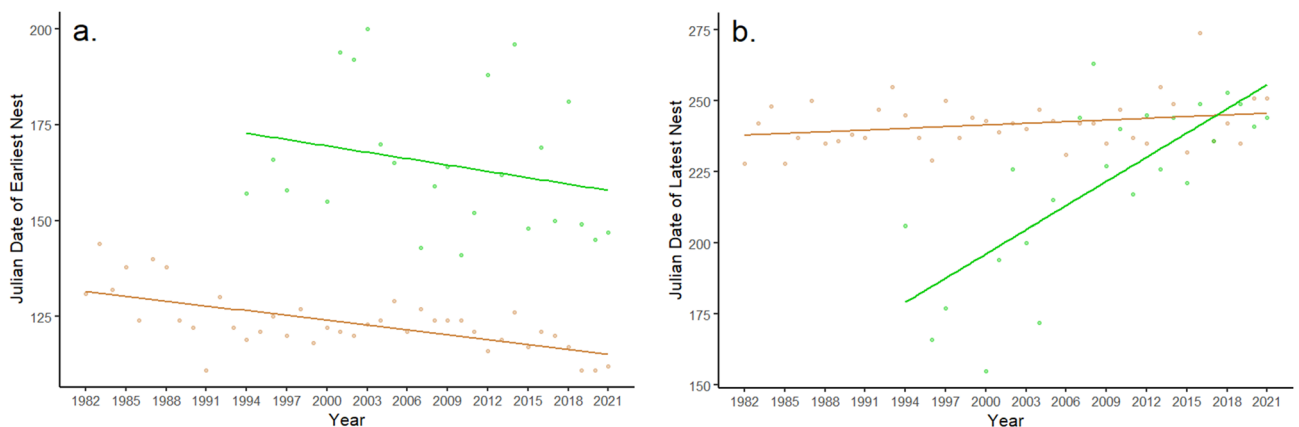 a.
Julian Date of Earliest Nest
200
175
150
125
1982 1985 1988 1991 1994 1997 2000 2003 2006 2009 2012 2015 2018 2021
Year
b.
Julian Date of Latest Nest
275
250
225
200
175
150
1982 1985 1988 1991 1994 1997 2000 2003 2006 2009 2012 2015 2018 2021
Year